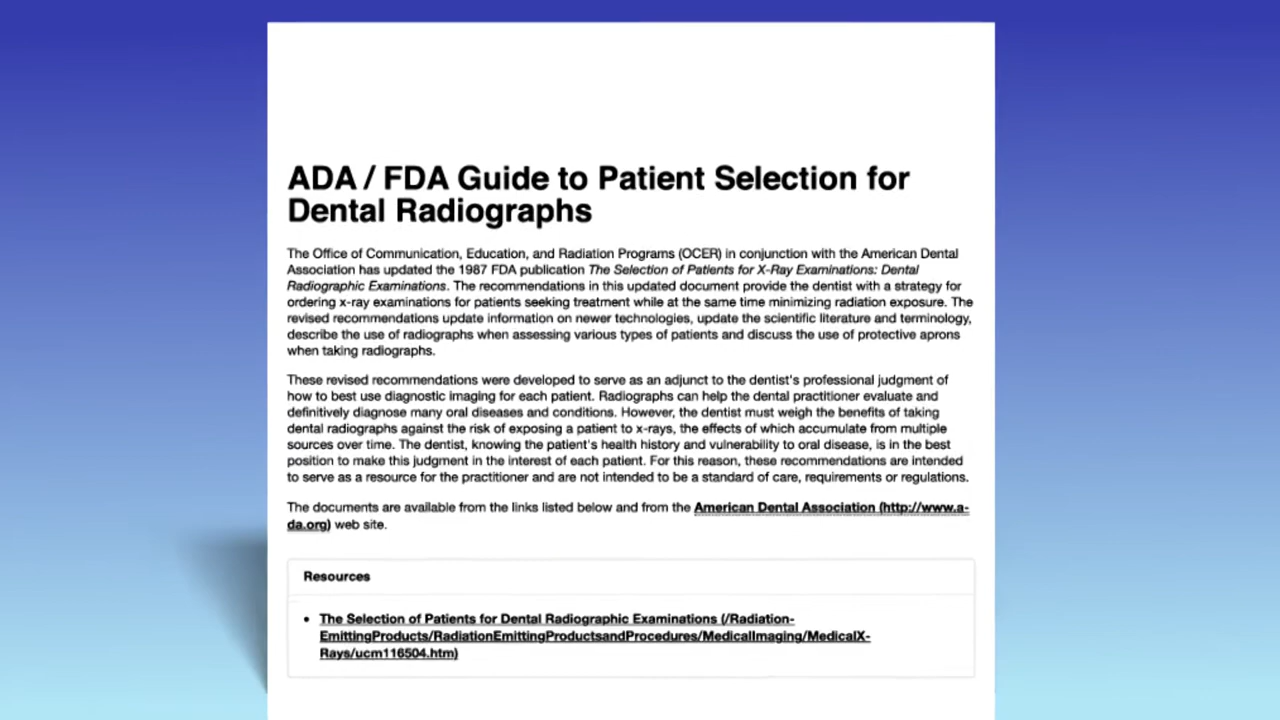 ADA / FDA Guide to Patient Selection for
Dental Radiographs
The Office of Communication, Education, and Radiation Programs (OCER) in conjunction with the American Dental
Association has updated the 1987 FDA publication The Selection of Patients for X-Ray Examinations: Dental
Radiographic Examinations. The recommendations in this updated document provide the dentist with a strategy for
ordering x-ray examinations for patients seeking treatment while at the same time minimizing radiation exposure. The
revised recommendations update information on newer technologies, update the scientific literature and terminology,
describe the use of radiographs when assessing various types of patients and discuss the use of protective aprons
when taking radiographs.
These revised recommendations were developed to serve as an adjunct to the dentist's professional judgment of
how to best use diagnostic imaging for each patient. Radiographs can help the dental practitioner evaluate and
definitively diagnose many oral diseases and conditions. However, the dentist must weigh the benefits of taking
dental radiographs against the risk of exposing a patient to x-rays, the effects of which accumulate from multiple
sources over time. The dentist, knowing the patient's health history and vulnerability to oral disease, is in the best
position to make this judgment in the interest of each patient. For this reason, these recommendations are intended
to serve as a resource for the practitioner and are not intended to be a standard of care, requirements or regulations.
The documents are available from the links listed below and from the American Dental Association (http://www.a-
da.org) web site.
Resources
• The Selection of Patients for Dental Radiographic Examinations (/Radiation-
EmittingProducts/RadiationEmittingProductsandProcedures/MedicalImaging/MedicalX-
Rays/ucm116504.htm)